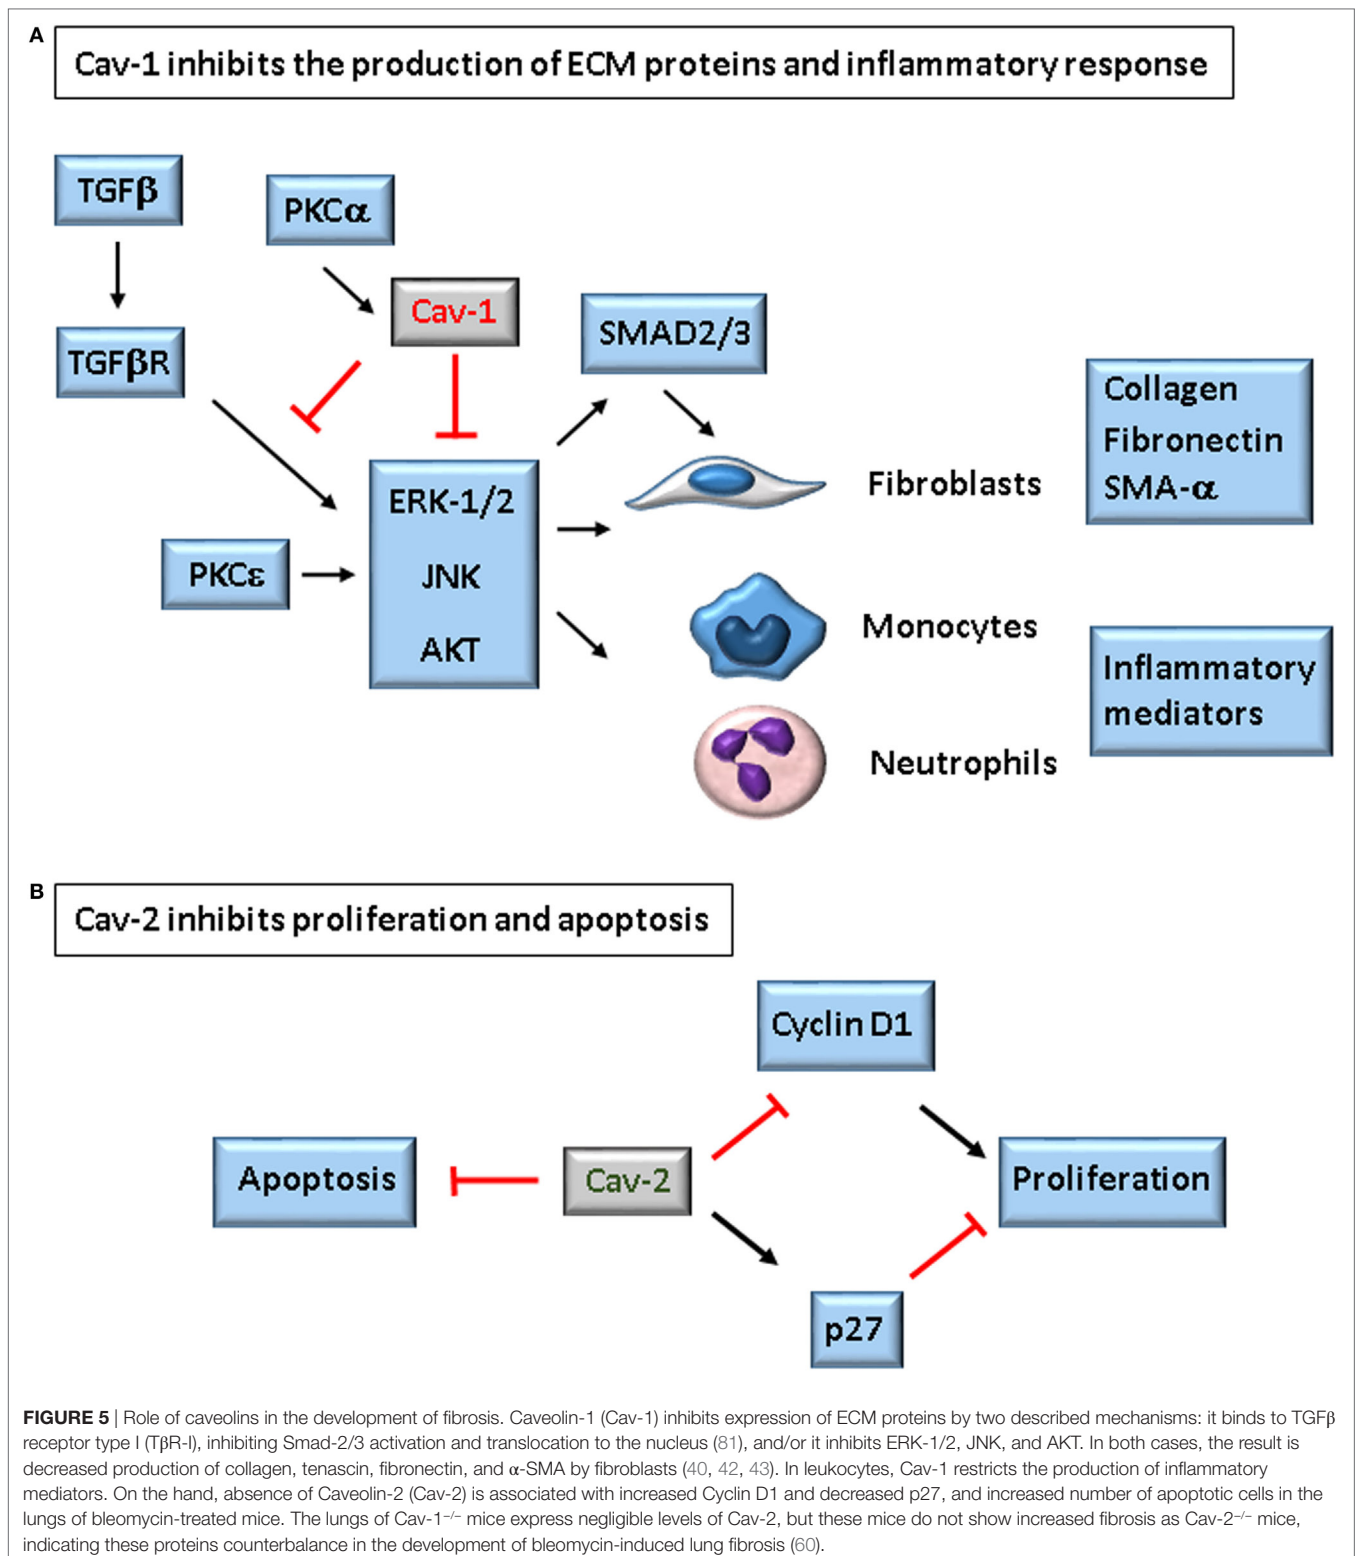 A
Cav-1 inhibits the production of ECM proteins and inflammatory response
TGFβ
PKCα
Cav-1
SMAD2/3
TGFβR
Collagen
Fibronectin
SMA-α
ERK-1/2
JNK
AKT
Fibroblasts
PKCε
Monocytes
Inflammatory
mediators
Neutrophils
B
Cav-2 inhibits proliferation and apoptosis
Cyclin D1
Apoptosis
Cav-2
Proliferation
p27
FIGURE 5 | Role of caveolins in the development of fibrosis. Caveolin-1 (Cav-1) inhibits expression of ECM proteins by two described mechanisms: it binds to TGFβ
receptor type I (TβR-I), inhibiting Smad-2/3 activation and translocation to the nucleus (81), and/or it inhibits ERK-1/2, JNK, and AKT. In both cases, the result is
decreased production of collagen, tenascin, fibronectin, and α-SMA by fibroblasts (40, 42, 43). In leukocytes, Cav-1 restricts the production of inflammatory
mediators. On the hand, absence of Caveolin-2 (Cav-2) is associated with increased Cyclin D1 and decreased p27, and increased number of apoptotic cells in the
lungs of bleomycin-treated mice. The lungs of Cav-1⁻/⁻ mice express negligible levels of Cav-2, but these mice do not show increased fibrosis as Cav-2⁻/⁻ mice,
indicating these proteins counterbalance in the development of bleomycin-induced lung fibrosis (60).